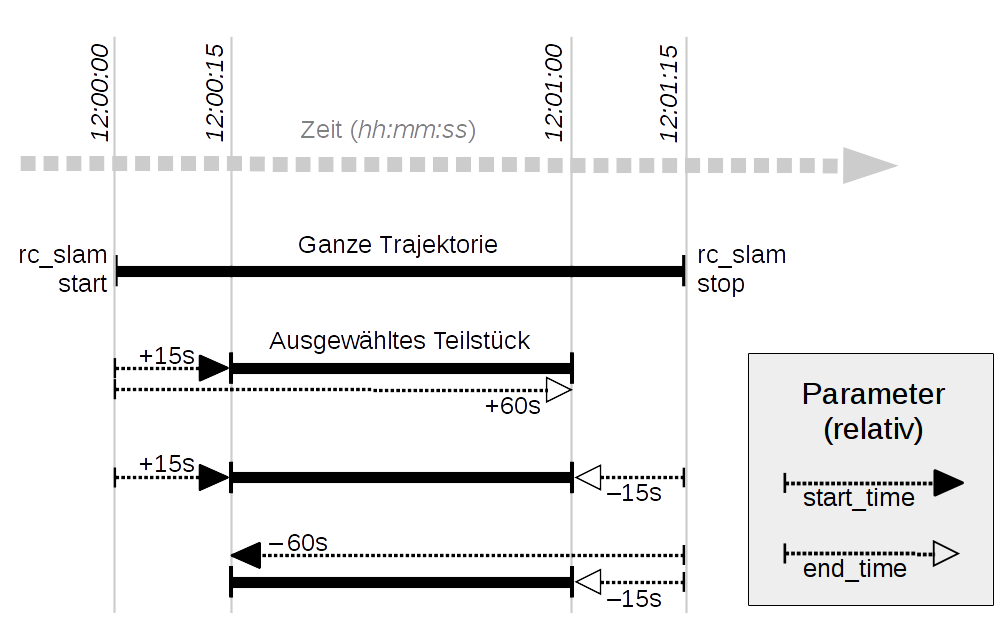 12:00:00
12:00:15
12:01:00
12:01:15
Zeit (hh:mm:ss)
rc_slam
start
Ganze Trajektorie
rc_slam
stop
Ausgewähltes Teilstück
+15s
+60s
+15s
–15s
–60s
–15s
Parameter
(relativ)
start_time
end_time